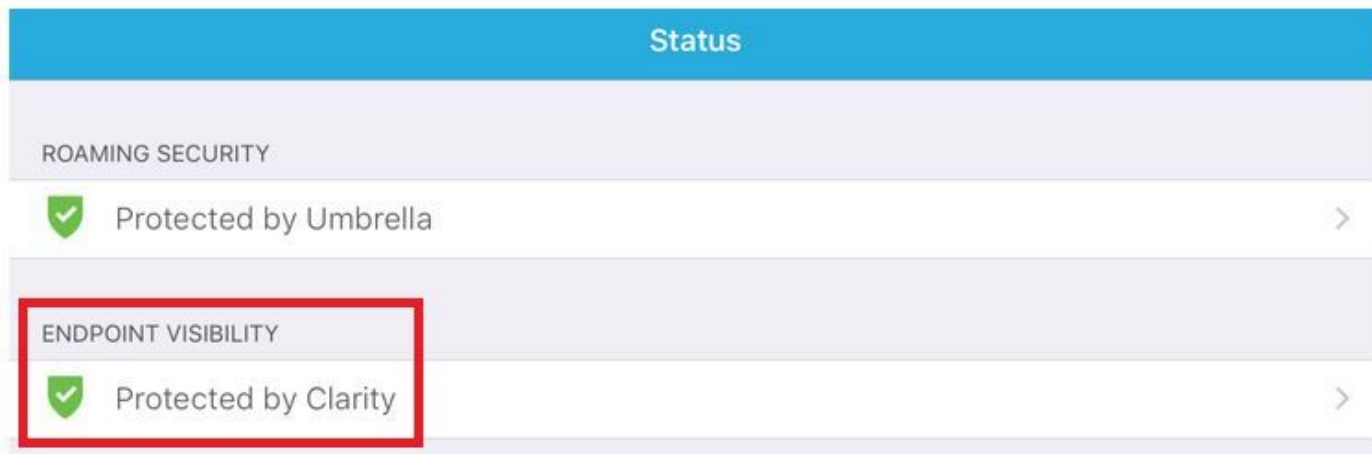 Status
ROAMING SECURITY
Protected by Umbrella
ENDPOINT VISIBILITY
Protected by Clarity